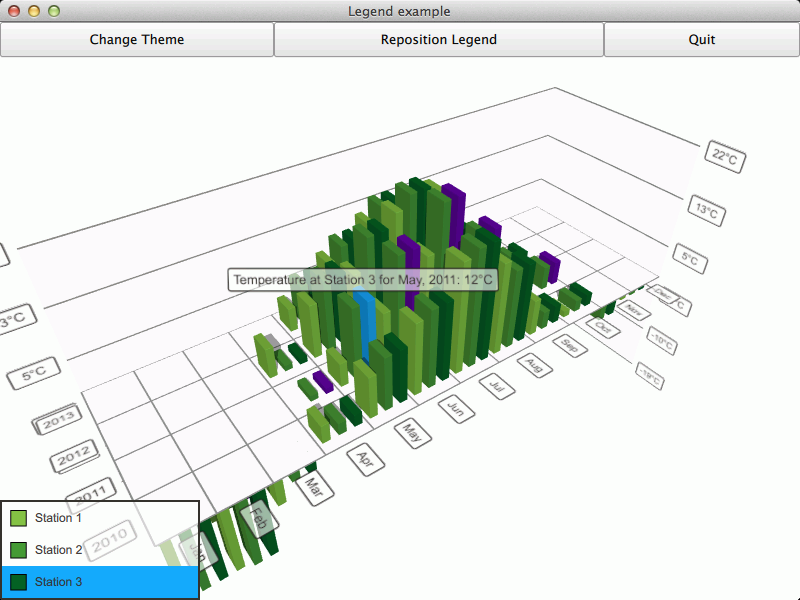 Legend example
Change Theme Reposition Legend Quit
22°C
13°C
5°C
3°C
5°C
Temperature at Station 3 for May, 2011: 12°C
2013
2012
2011
2010
Dec
Nov
Oct
Sep
Aug
Jul
Jun
May
Apr
Mar
Feb
Jan
-10°C
-19°C
Station 1
Station 2
Station 3